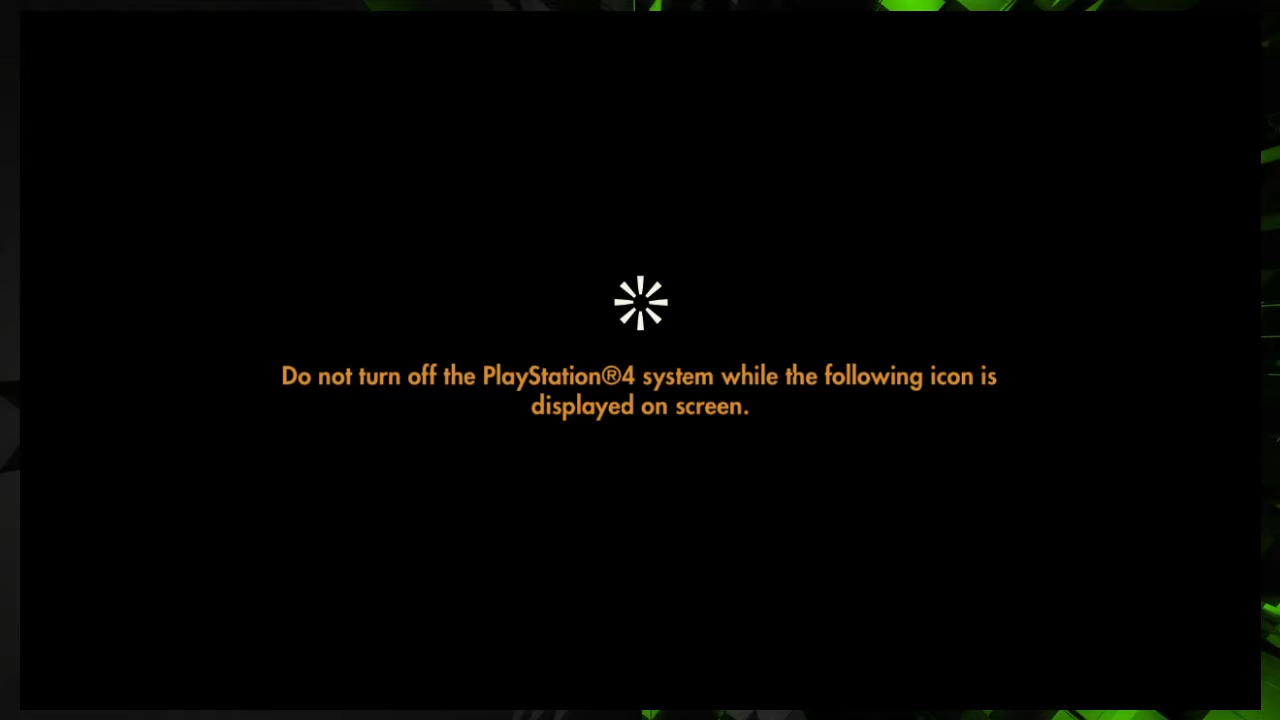 Do not turn off the PlayStation®4 system while the following icon is
displayed on screen.